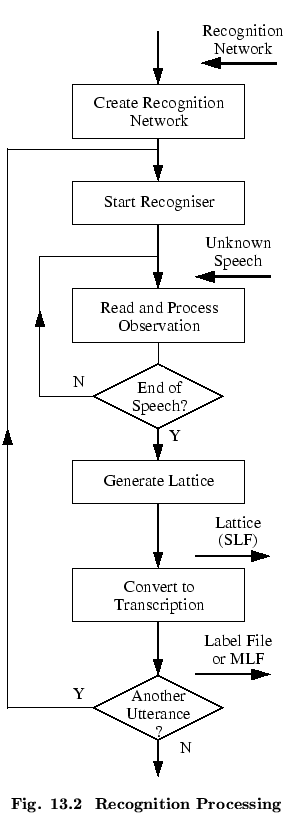 Recognition
Network
Create Recognition
Network
Start Recogniser
Unknown
Speech
Read and Process
Observation
N
End of
Speech?
Y
Generate Lattice
Lattice
(SLF)
Convert to
Transcription
Label File
or MLF
Y
Another
Utterance
?
N
Fig. 13.2 Recognition Processing